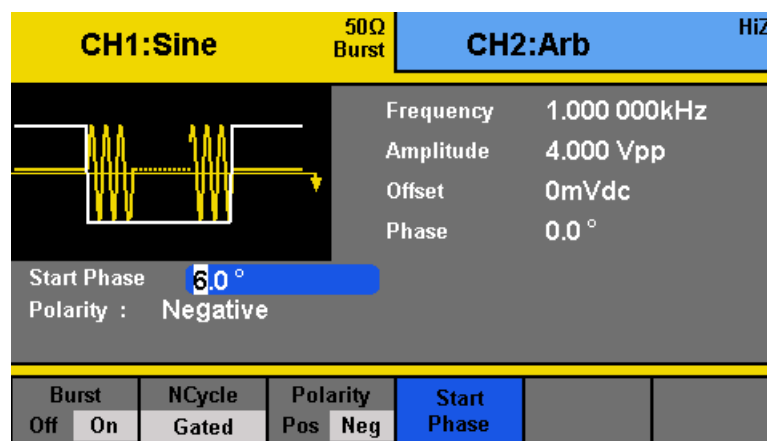 CH1:Sine 50Ω Burst CH2:Arb HiZ
Frequency 1.000 000kHz
Amplitude 4.000 Vpp
Offset 0mVdc
Phase 0.0 °
Start Phase 6.0 °
Polarity : Negative
Burst NCycle Polarity Start Phase
Off On Gated Pos Neg